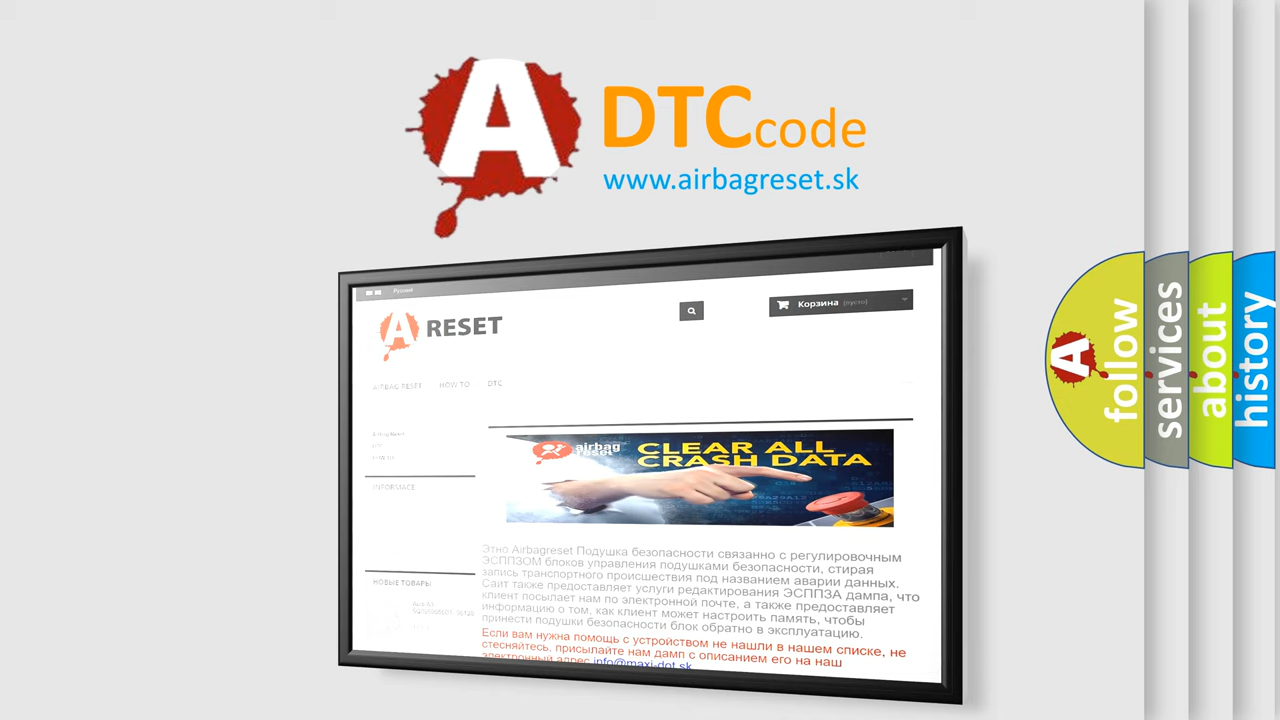 A
DTC code
www.airbagreset.sk
Русский
A RESET
Корзина (пусто)
AIRBAG RESET HOW TO DTC
INFORMACE
НОВЫЕ ТОВАРЫ
airbag
reset
CLEAR ALL
CRASH DATA
Этно Airbagreset Подушка безопасности связанно с регулировочным
ЭСППЗОМ блоков управления подушками безопасности, стирая
запись транспортного происшествия под названием аварии данных.
Сайт также предоставляет услуги редактирования ЭСППЗА дампа, что
клиент посылает нам по электронной почте, а также предоставляет
информацию о том, как клиент может настроить память, чтобы
принести подушки безопасности блок обратно в эксплуатацию.
Если вам нужна помощь с устройством не нашли в нашем списке, не
стесняйтесь, присылайте нам дамп с описанием его на наш
электронный адрес info@maxi-dot.sk
A
follow
services
about
history